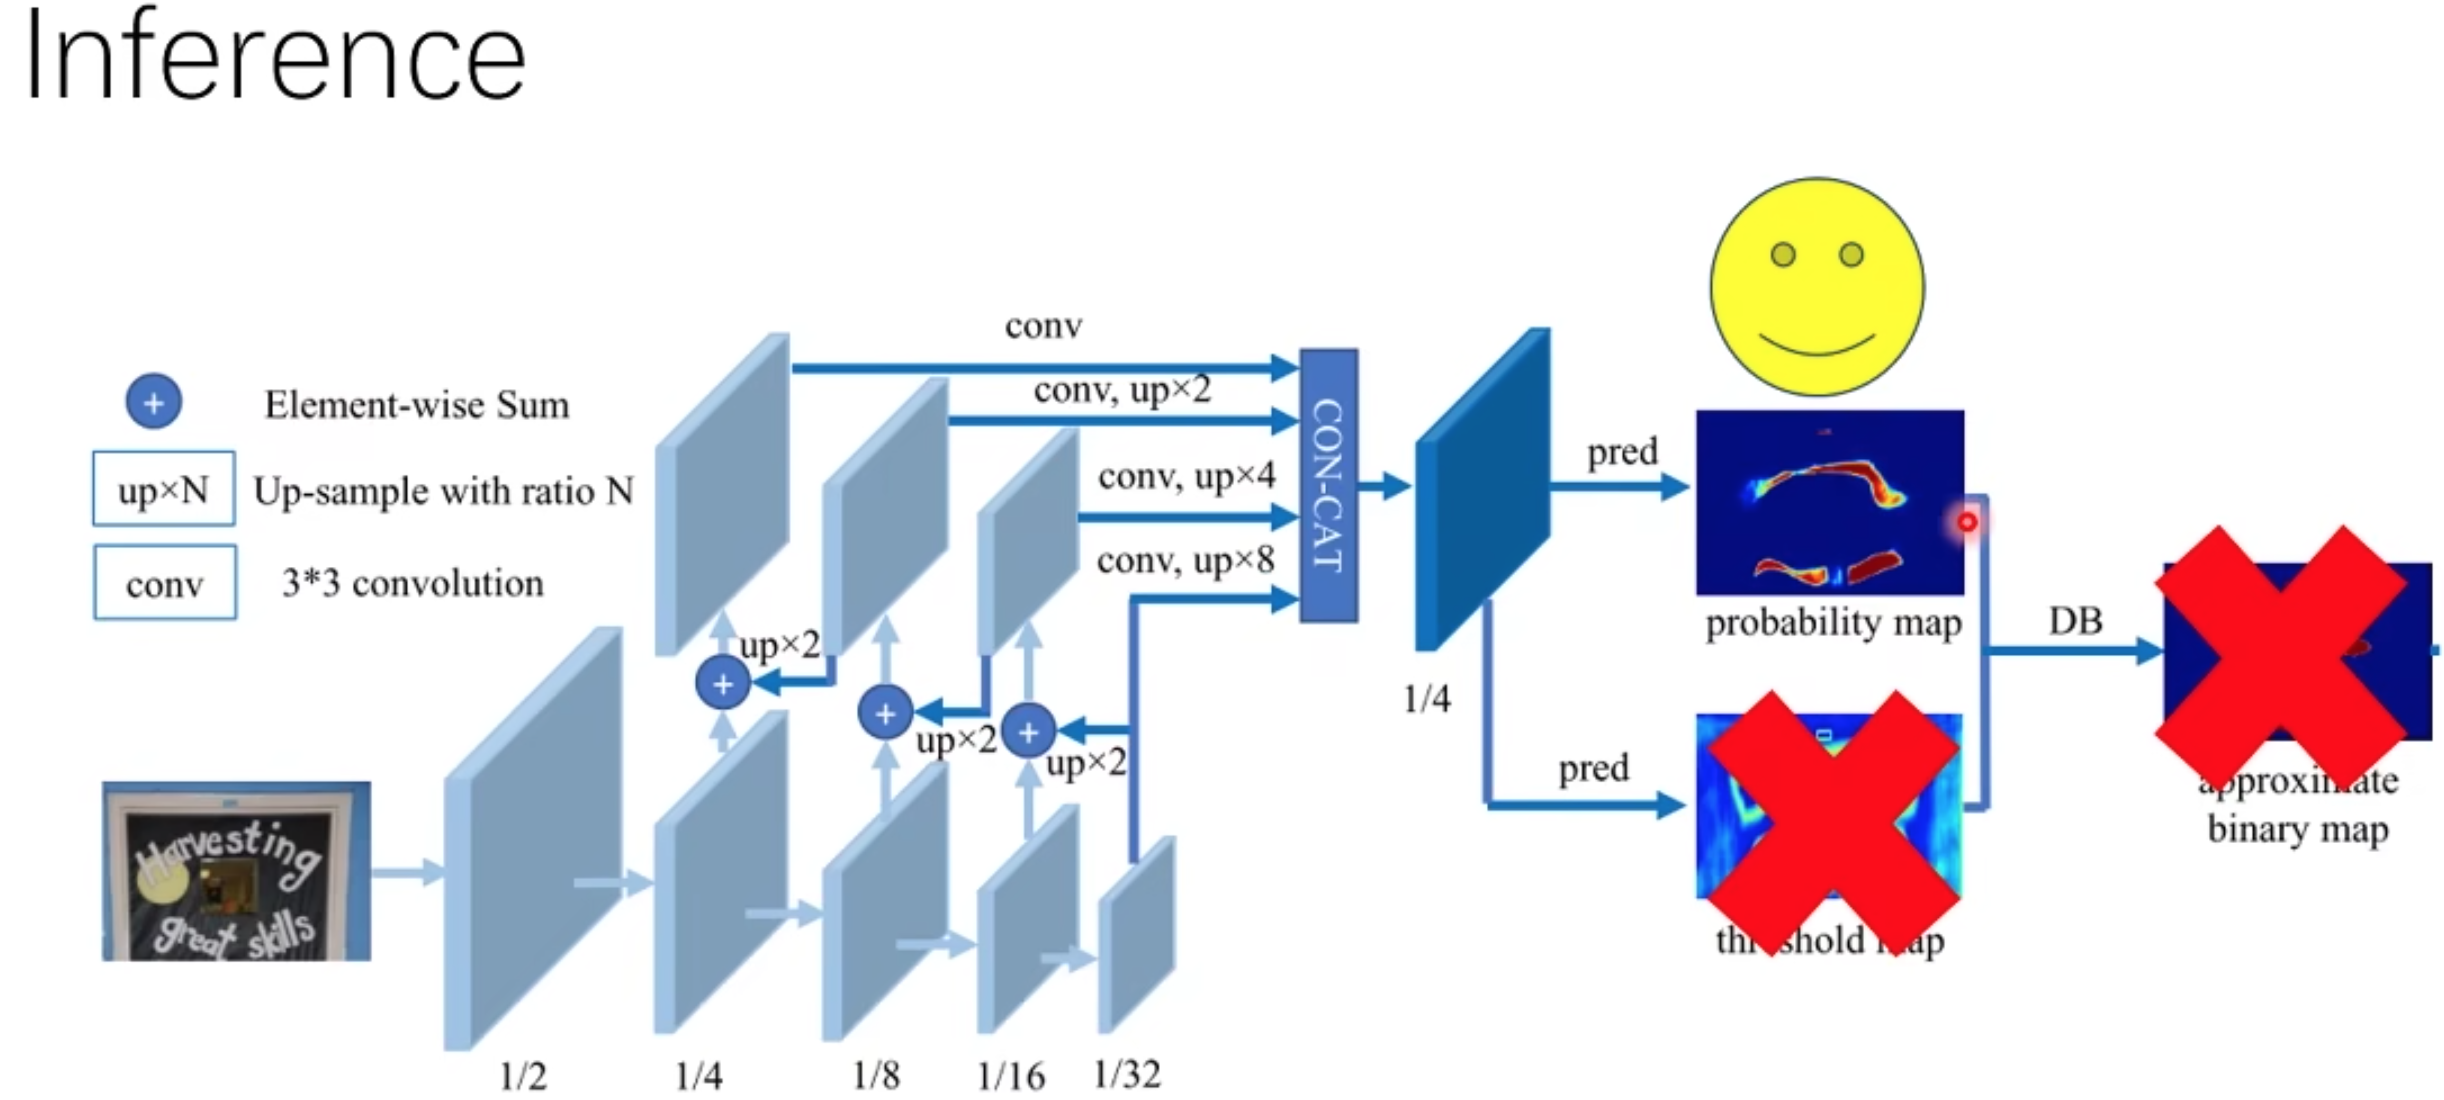 Inference
+
Element-wise Sum
up×N
Up-sample with ratio N
conv
3*3 convolution
conv
conv, up×2
conv, up×4
conv, up×8
CON-CAT
up×2
+
up×2
+
up×2
+
1/4
pred
probability map
pred
map
DB
binary map
Harvesting
great skills
1/2
1/4
1/8
1/16
1/32